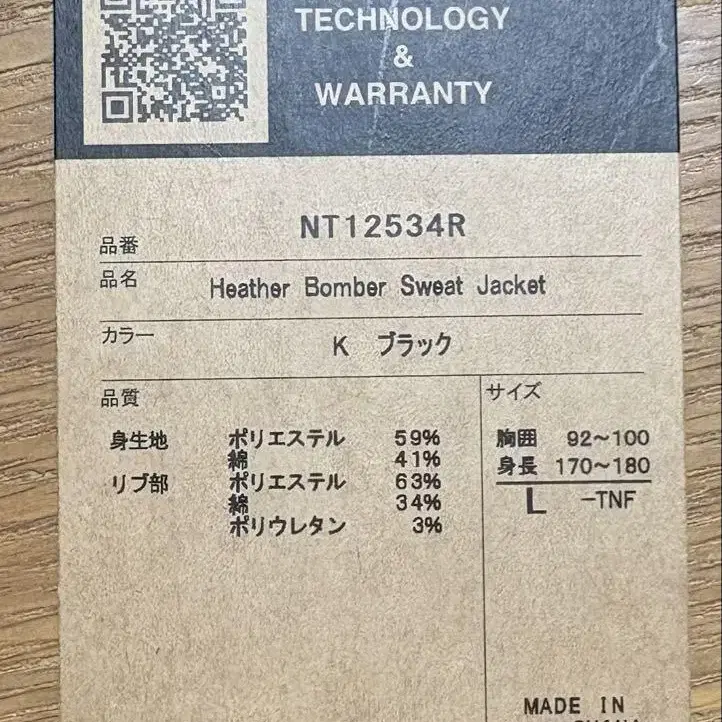 TECHNOLOGY
&
WARRANTY
品番 NT12534R
品名 Heather Bomber Sweat Jacket
カラー K ブラック
品質
身生地 ポリエステル 59%
綿 41%
リブ部 ポリエステル 63%
綿 34%
ポリウレタン 3%
サイズ
胸囲 92～100
身長 170～180
L -TNF
MADE IN